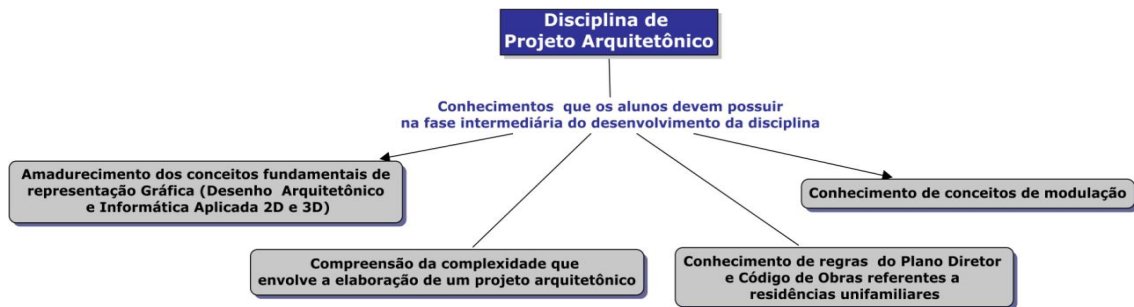 Disciplina de
Projeto Arquitetônico
Conhecimentos que os alunos devem possuir
na fase intermediária do desenvolvimento da disciplina
Amadurecimento dos conceitos fundamentais de
representação Gráfica (Desenho Arquitetônico
e Informática Aplicada 2D e 3D)
Conhecimento de conceitos de modulação
Compreensão da complexidade que
envolve a elaboração de um projeto arquitetônico
Conhecimento de regras do Plano Diretor
e Código de Obras referentes a
residências unifamiliares